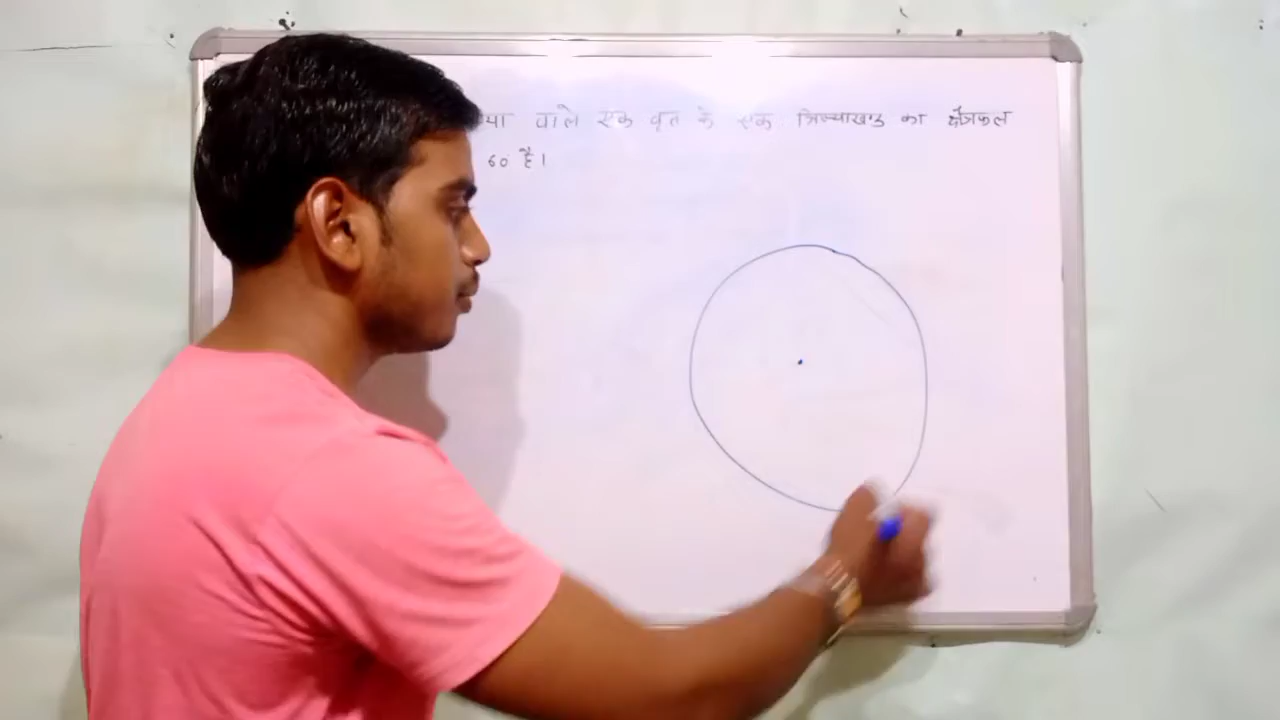 वाले एक वृत के एक त्रिज्याखण्ड का क्षेत्रफल
60 है।